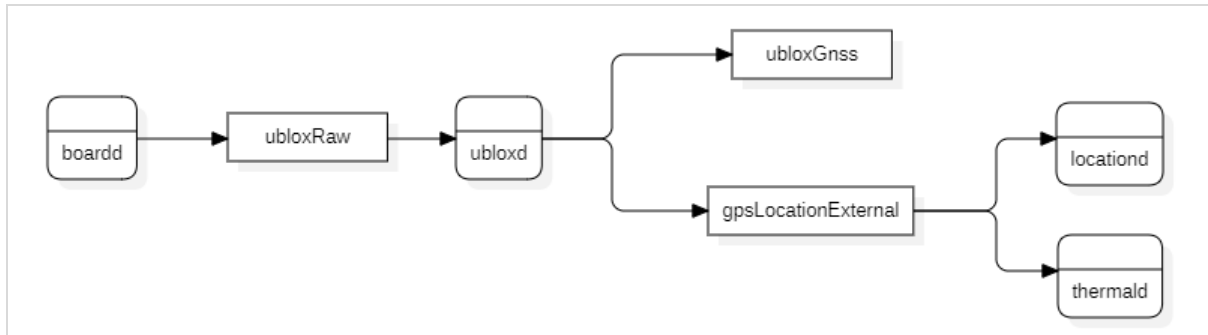 ubloxGnss
boardd
ubloxRaw
ubloxd
locationd
gpsLocationExternal
thermald